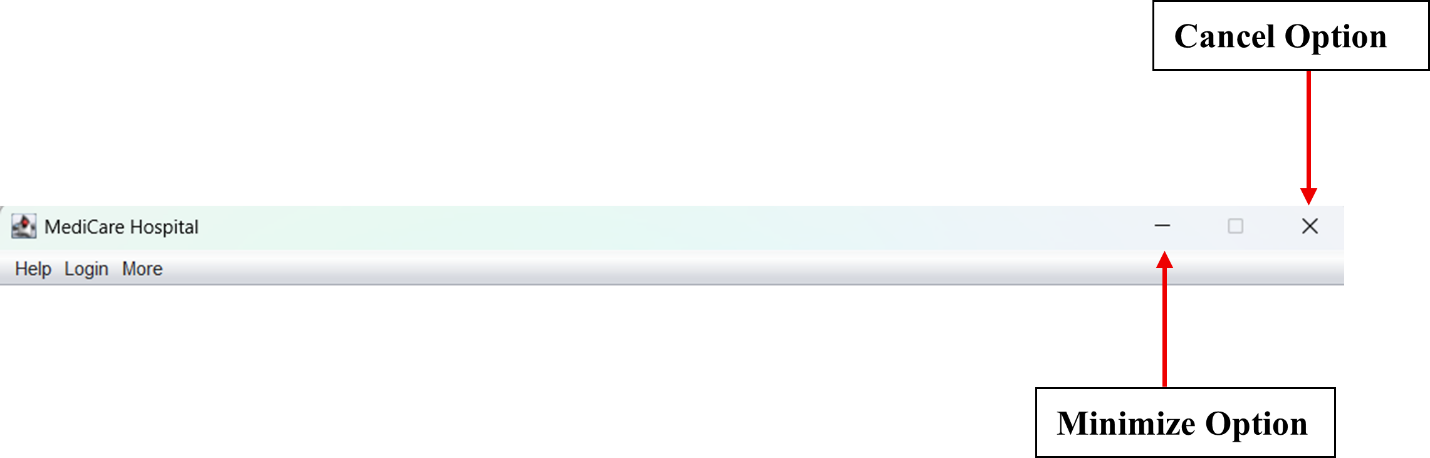 Cancel Option
MediCare Hospital
Help Login More
Minimize Option